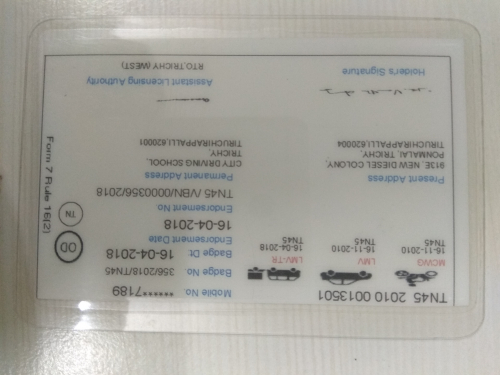 TN45 2010 0013501
MCWG
16-11-2010
TN45
LMV
16-11-2010
TN45
LMV-TR
16-04-2018
TN45
Mobile No. *****7189
Badge No. 356/2018/TN45
Badge Dt. 16-04-2018
Endorsement Date
16-04-2018
Endorsement No.
TN45 /VBN/0000356/2018
Present Address
913E, NEW DIESEL COLONY,
PONMALAI, TRICHY,
TIRUCHIRAPPALLI,620004
Permanent Address
CITY DRIVING SCHOOL
TRICHY,
TIRUCHIRAPPALLI,620001
Holder's Signature
Assistant Licensing Authority
RTO,TRICHY (WEST)
OD
TN
Form 7 Rule 16(2)